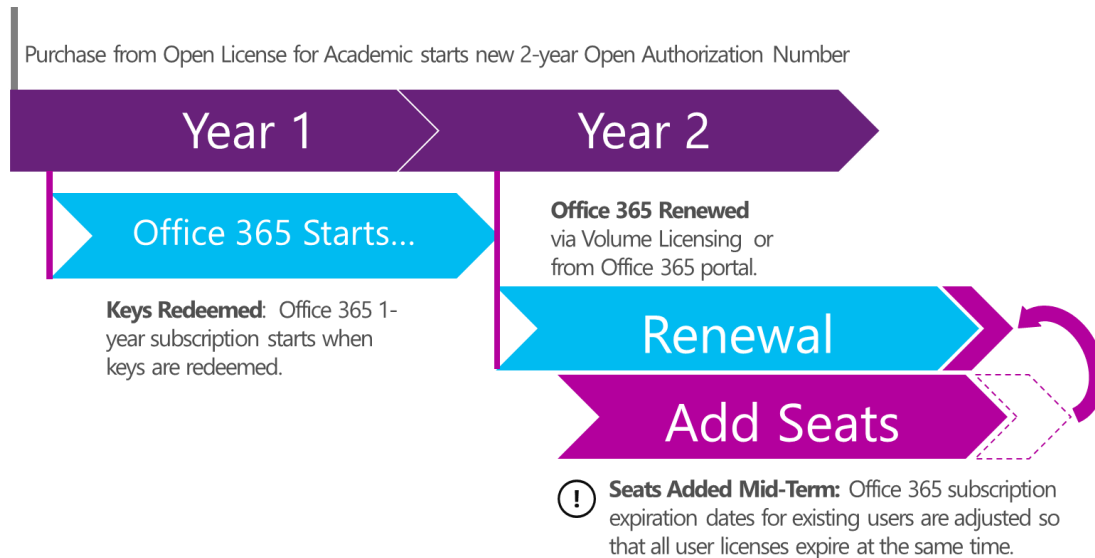 Purchase from Open License for Academic starts new 2-year Open Authorization Number
Year 1
Year 2
Office 365 Starts...
Office 365 Renewed
via Volume Licensing or
from Office 365 portal.
Keys Redeemed: Office 365 1-
year subscription starts when
keys are redeemed.
Renewal
Add Seats
! Seats Added Mid-Term: Office 365 subscription
expiration dates for existing users are adjusted so
that all user licenses expire at the same time.